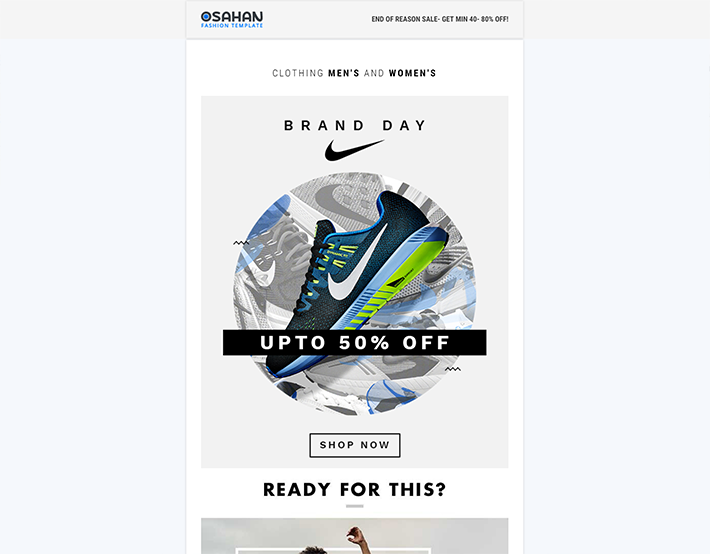 OSAHAN
FASHION TEMPLATE
END OF REASON SALE- GET MIN 40- 80% OFF!
CLOTHING MEN'S AND WOMEN'S
BRAND DAY
UPTO 50% OFF
SHOP NOW
READY FOR THIS?